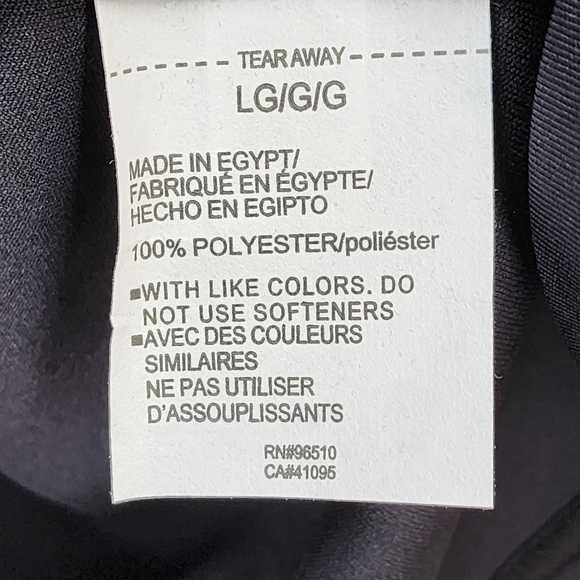 TEAR AWAY
LG/G/G
MADE IN EGYPT/
FABRIQUÉ EN ÉGYPTE/
HECHO EN EGIPTO
100% POLYESTER/poliéster
WITH LIKE COLORS. DO
NOT USE SOFTENERS
AVEC DES COULEURS
SIMILAIRES
NE PAS UTILISER
D'ASSOUPLISSANTS
RN#96510
CA#41095